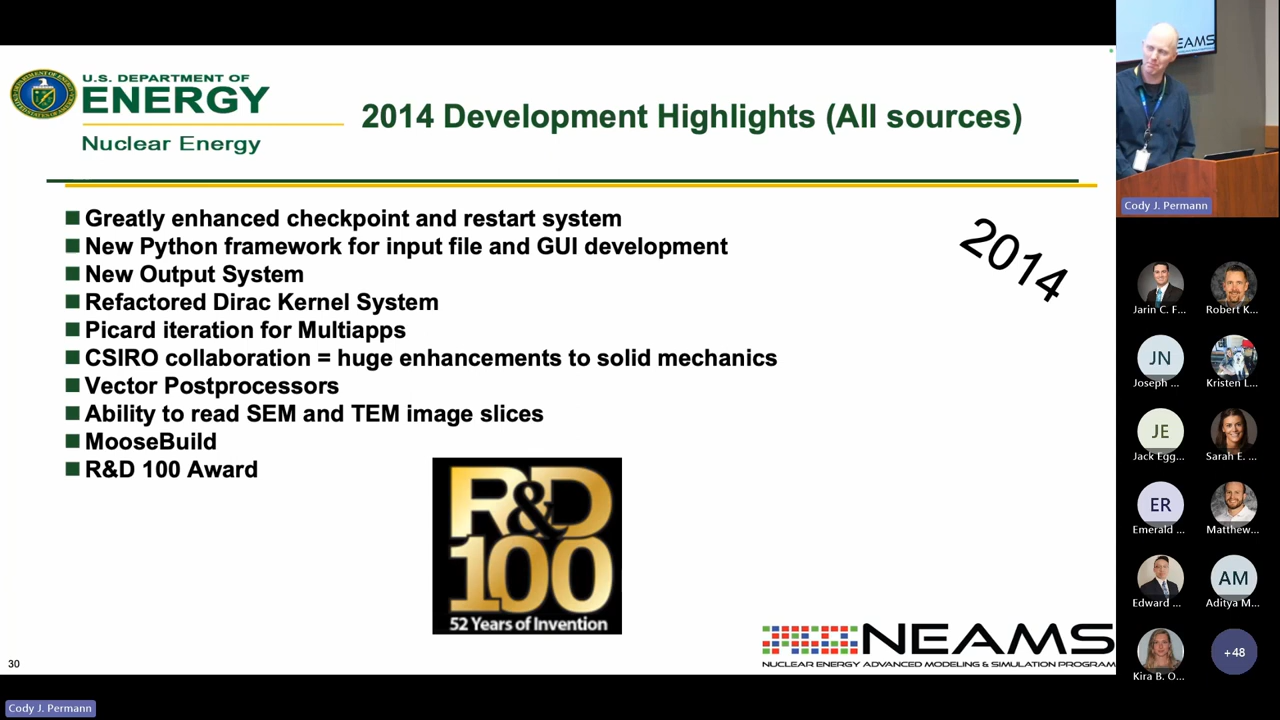 U.S. DEPARTMENT OF
ENERGY
Nuclear Energy
2014 Development Highlights (All sources)
Greatly enhanced checkpoint and restart system
New Python framework for input file and GUI development
New Output System
Refactored Dirac Kernel System
Picard iteration for Multiapps
CSIRO collaboration = huge enhancements to solid mechanics
Vector Postprocessors
Ability to read SEM and TEM image slices
MooseBuild
R&D 100 Award
2014
R&D
100
52 Years of Invention
NEAMS
NUCLEAR ENERGY ADVANCED MODELING & SIMULATION PROGRAM
30
Cody J. Permann
EAMS
Cody J. Permann
Jarin C. F...
Robert K...
JN
Joseph ...
Kristen L...
JE
Jack Egg...
Sarah E. ...
ER
Emerald ...
Matthew...
Edward ...
AM
Aditya M...
Kira B. O...
+48